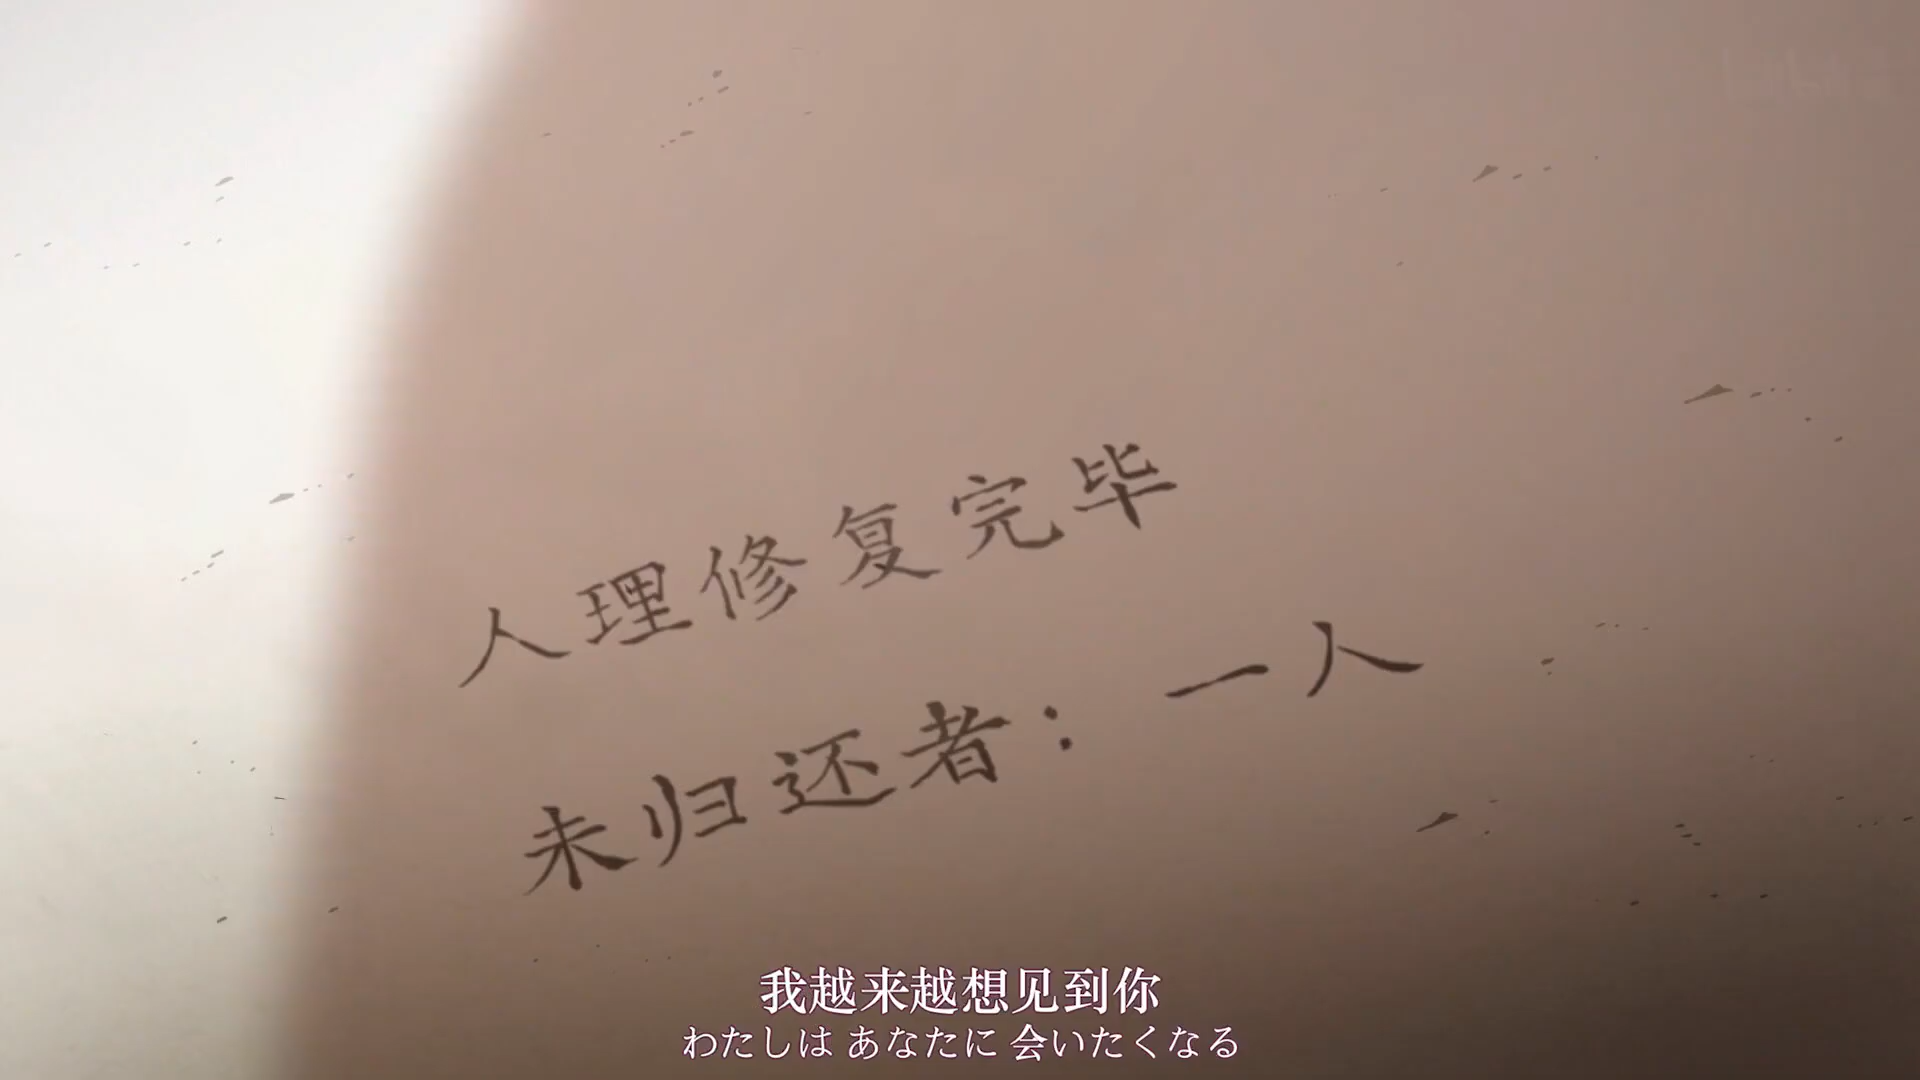 人理修复完毕
未归还者：一人
我越来越想见到你
わたしは あなたに 会いたくなる